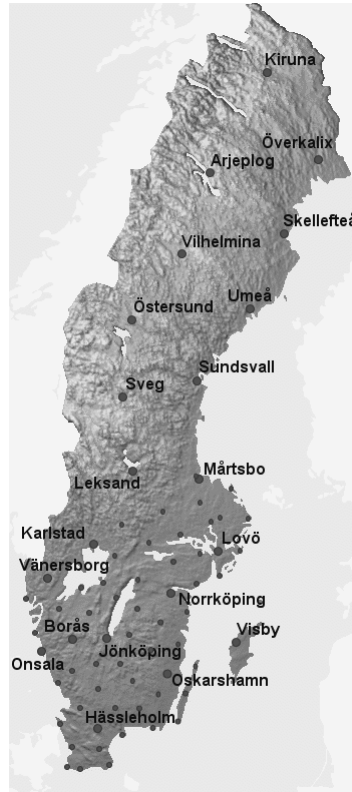 Kiruna
Överkalix
Arjeplog
Skellefteå
Vilhelmina
Umeå
Östersund
Sundsvall
Sveg
Mårtsbo
Leksand
Karlstad
Lovö
Vänersborg
Norrköping
Borås
Visby
Jönköping
Onsala
Oskarshamn
Hässleholm